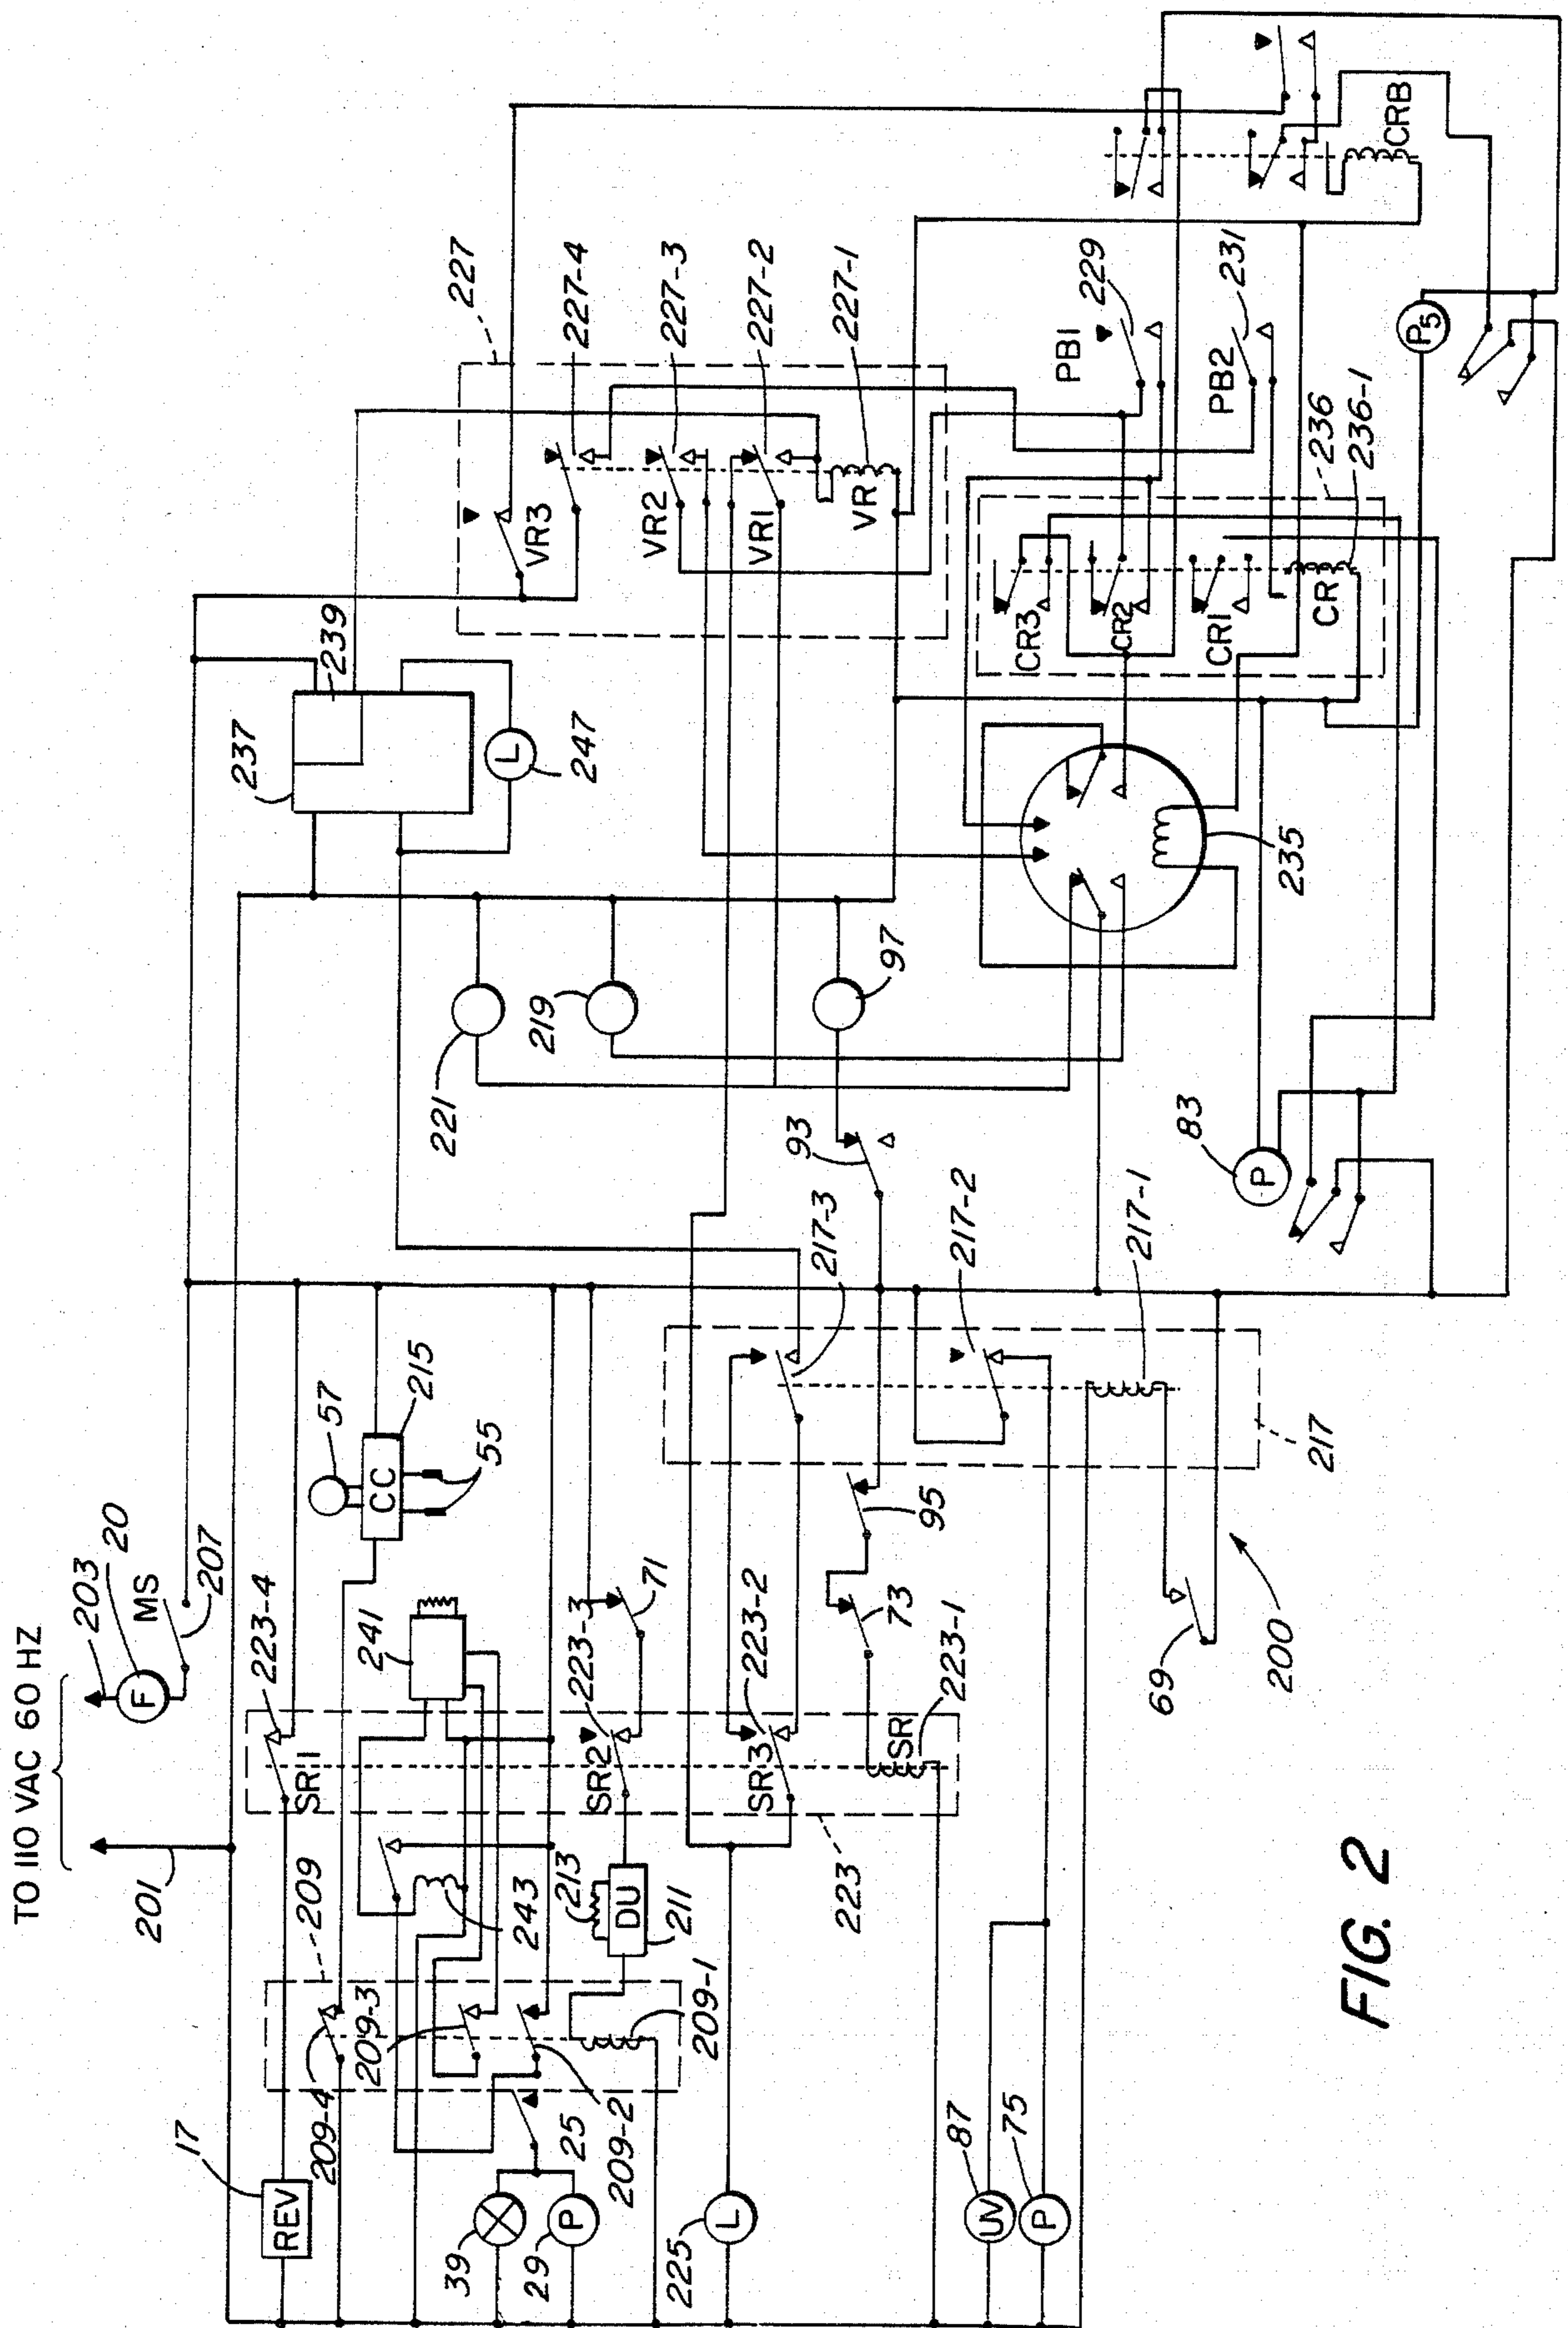 TO 110 VAC 60 HZ
201
203
20
F
MS
207
227
237
239
L
247
VR3
227-4
VR2
227-3
VR1
227-2
VR
227-1
17
REV
209-4
209
SR1
223-4
241
57
CC
215
55
221
219
97
93
PB1
229
PB2
231
CRB
P5
236
236-1
CR3
CR2
CR1
CR
235
83
P
209-3
243
213
DU
211
209-1
209-2
25
39
29
P
SR2
223-3
71
SR3
223-2
SR
223-1
223
73
95
217-3
217-2
217-1
217
225
L
87
UV
75
P
69
200
FIG. 2